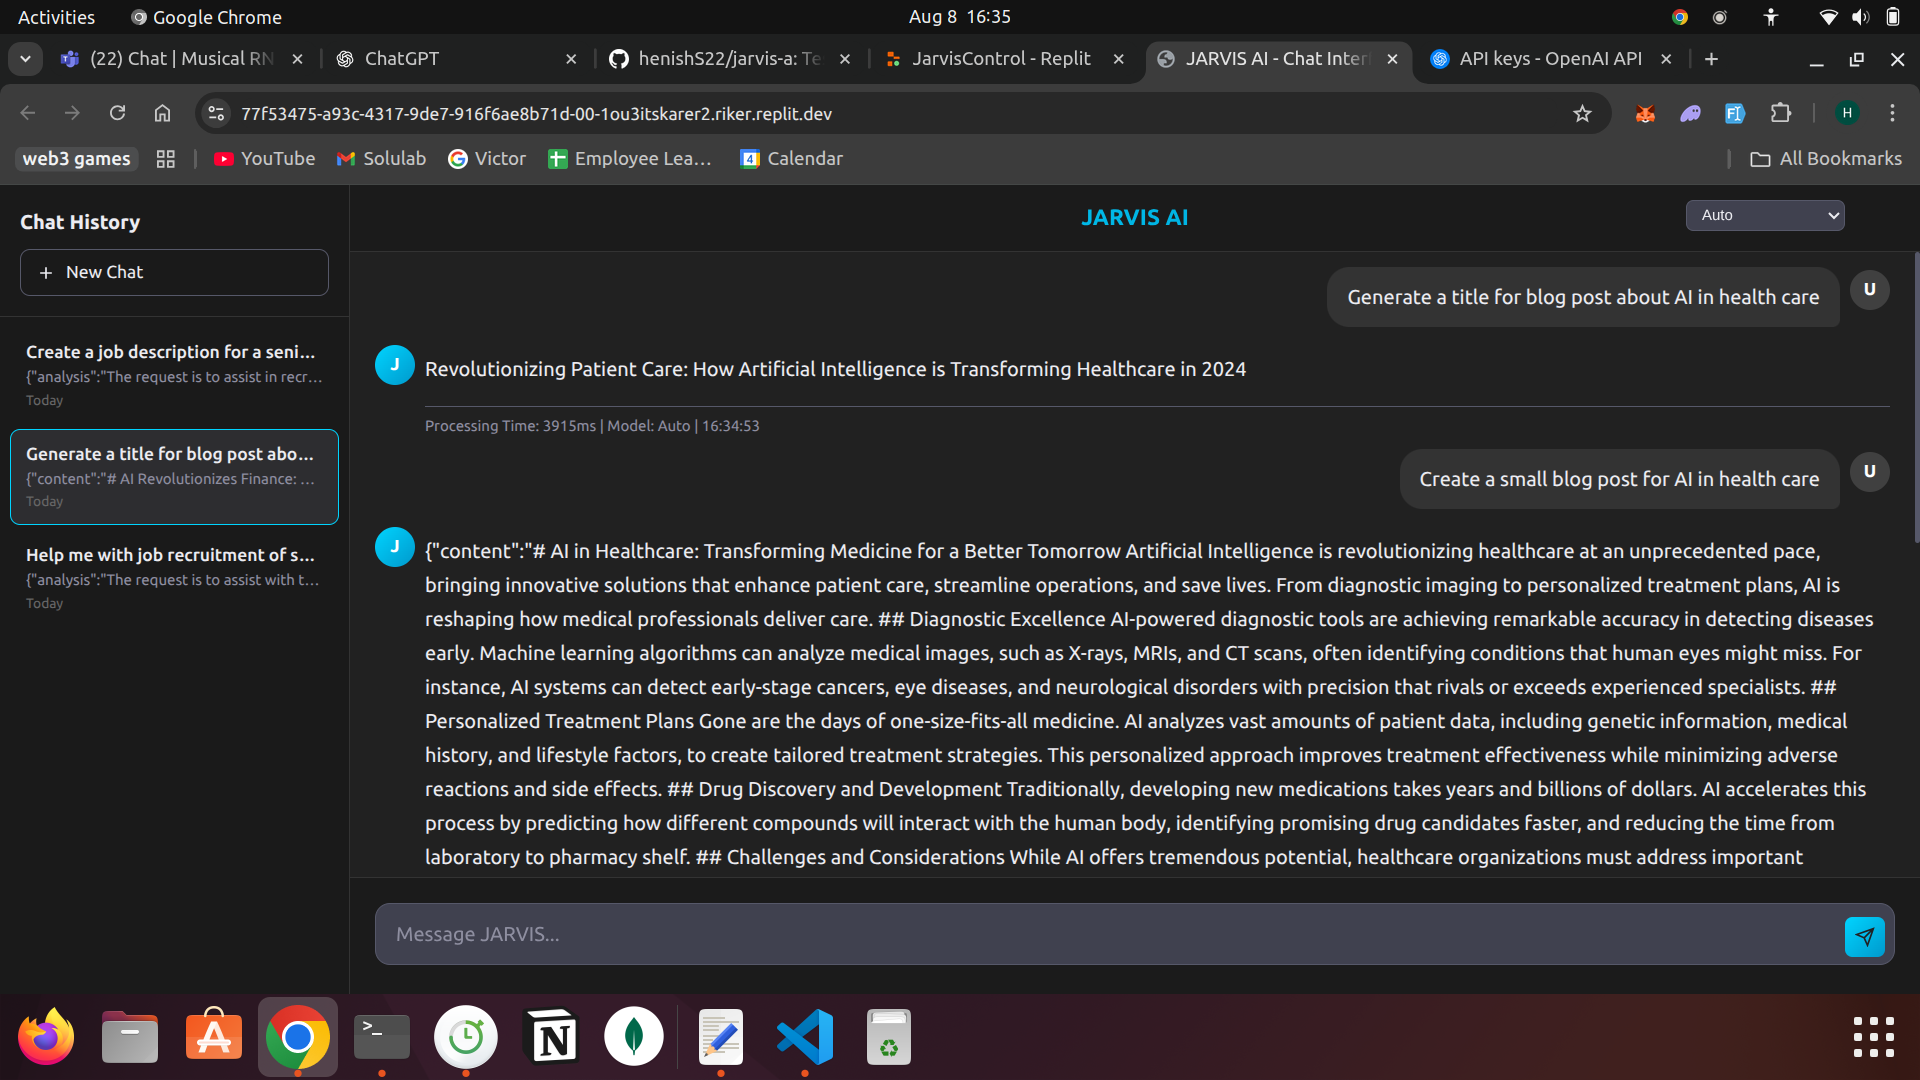 Activities
Google Chrome
Aug 8 16:35
(22) Chat | Musical RN
ChatGPT
henishS22/jarvis-a: Te
JarvisControl - Replit
JARVIS AI - Chat Inter
API keys - OpenAI API
77f53475-a93c-4317-9de7-916f6ae8b71d-00-1ou3itskarer2.riker.replit.dev
H
web3 games
YouTube
Solulab
Victor
Employee Lea...
Calendar
All Bookmarks
Chat History
New Chat
Create a job description for a seni...
{"analysis":"The request is to assist in recr...
Today
Generate a title for blog post abo...
{"content":"# AI Revolutionizes Finance: ...
Today
Help me with job recruitment of s...
{"analysis":"The request is to assist with t...
Today
JARVIS AI
Auto
Generate a title for blog post about AI in health care
U
J
Revolutionizing Patient Care: How Artificial Intelligence is Transforming Healthcare in 2024
Processing Time: 3915ms | Model: Auto | 16:34:53
Create a small blog post for AI in health care
U
J
{"content":"# AI in Healthcare: Transforming Medicine for a Better Tomorrow Artificial Intelligence is revolutionizing healthcare at an unprecedented pace,
bringing innovative solutions that enhance patient care, streamline operations, and save lives. From diagnostic imaging to personalized treatment plans, AI is
reshaping how medical professionals deliver care. ## Diagnostic Excellence AI-powered diagnostic tools are achieving remarkable accuracy in detecting diseases
early. Machine learning algorithms can analyze medical images, such as X-rays, MRIs, and CT scans, often identifying conditions that human eyes might miss. For
instance, AI systems can detect early-stage cancers, eye diseases, and neurological disorders with precision that rivals or exceeds experienced specialists. ##
Personalized Treatment Plans Gone are the days of one-size-fits-all medicine. AI analyzes vast amounts of patient data, including genetic information, medical
history, and lifestyle factors, to create tailored treatment strategies. This personalized approach improves treatment effectiveness while minimizing adverse
reactions and side effects. ## Drug Discovery and Development Traditionally, developing new medications takes years and billions of dollars. AI accelerates this
process by predicting how different compounds will interact with the human body, identifying promising drug candidates faster, and reducing the time from
laboratory to pharmacy shelf. ## Challenges and Considerations While AI offers tremendous potential, healthcare organizations must address important
Message JARVIS...